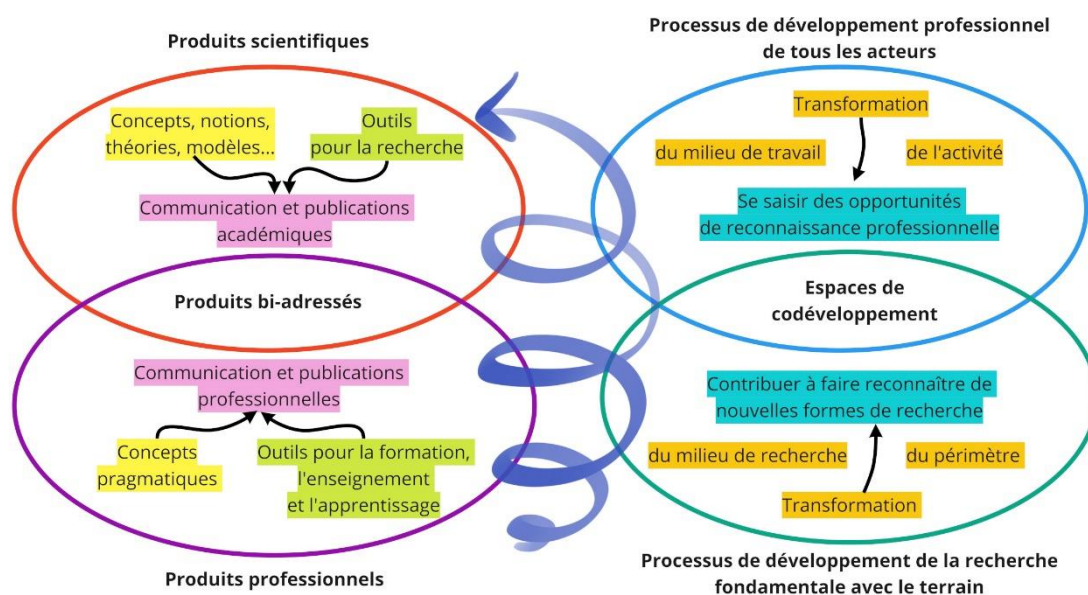 Produits scientifiques
Concepts, notions,
théories, modèles...
Outils
pour la recherche
Communication et publications
académiques
Produits bi-adressés
Communication et publications
professionnelles
Concepts
pragmatiques
Outils pour la formation,
l'enseignement
et l'apprentissage
Produits professionnels
Processus de développement professionnel
de tous les acteurs
Transformation
du milieu de travail
de l'activité
Se saisir des opportunités
de reconnaissance professionnelle
Espaces de
codéveloppement
Contribuer à faire reconnaître de
nouvelles formes de recherche
du milieu de recherche
du périmètre
Transformation
Processus de développement de la recherche
fondamentale avec le terrain